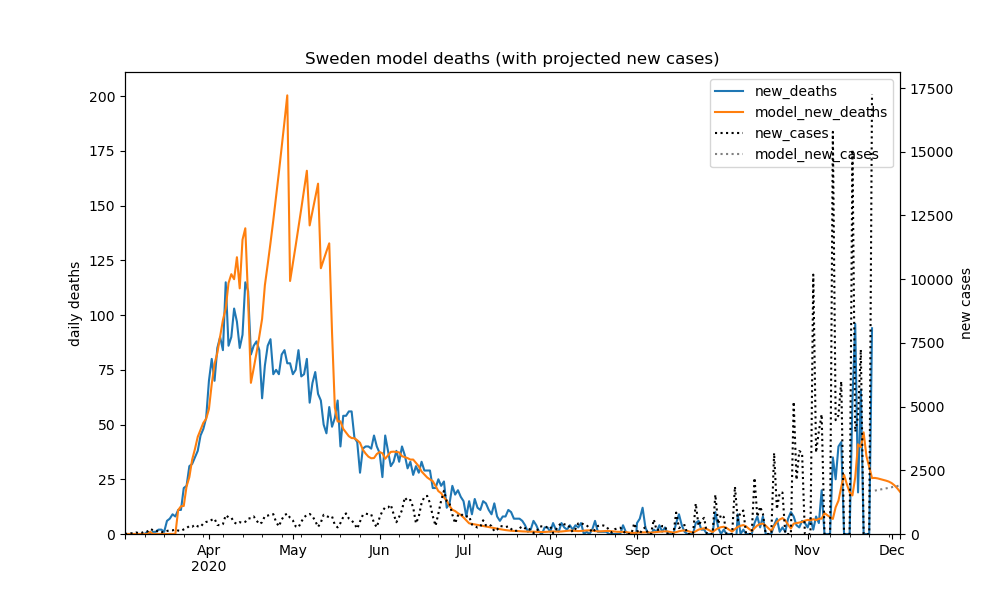 Sweden model deaths (with projected new cases)
new_deaths
model_new_deaths
new_cases
model_new_cases
daily deaths
200
175
150
125
100
75
50
25
0
new cases
17500
15000
12500
10000
7500
5000
2500
0
Apr May Jun Jul Aug Sep Oct Nov Dec
2020